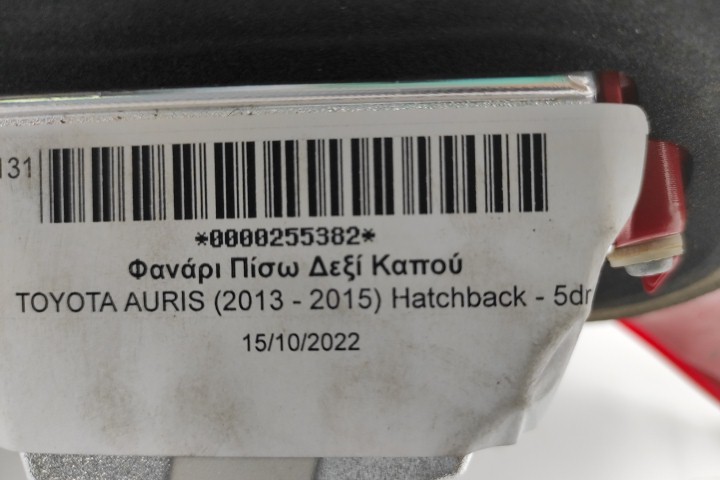 131
*0000255382*
Φανάρι Πίσω Δεξί Καπού
TOYOTA AURIS (2013 - 2015) Hatchback - 5dr
15/10/2022